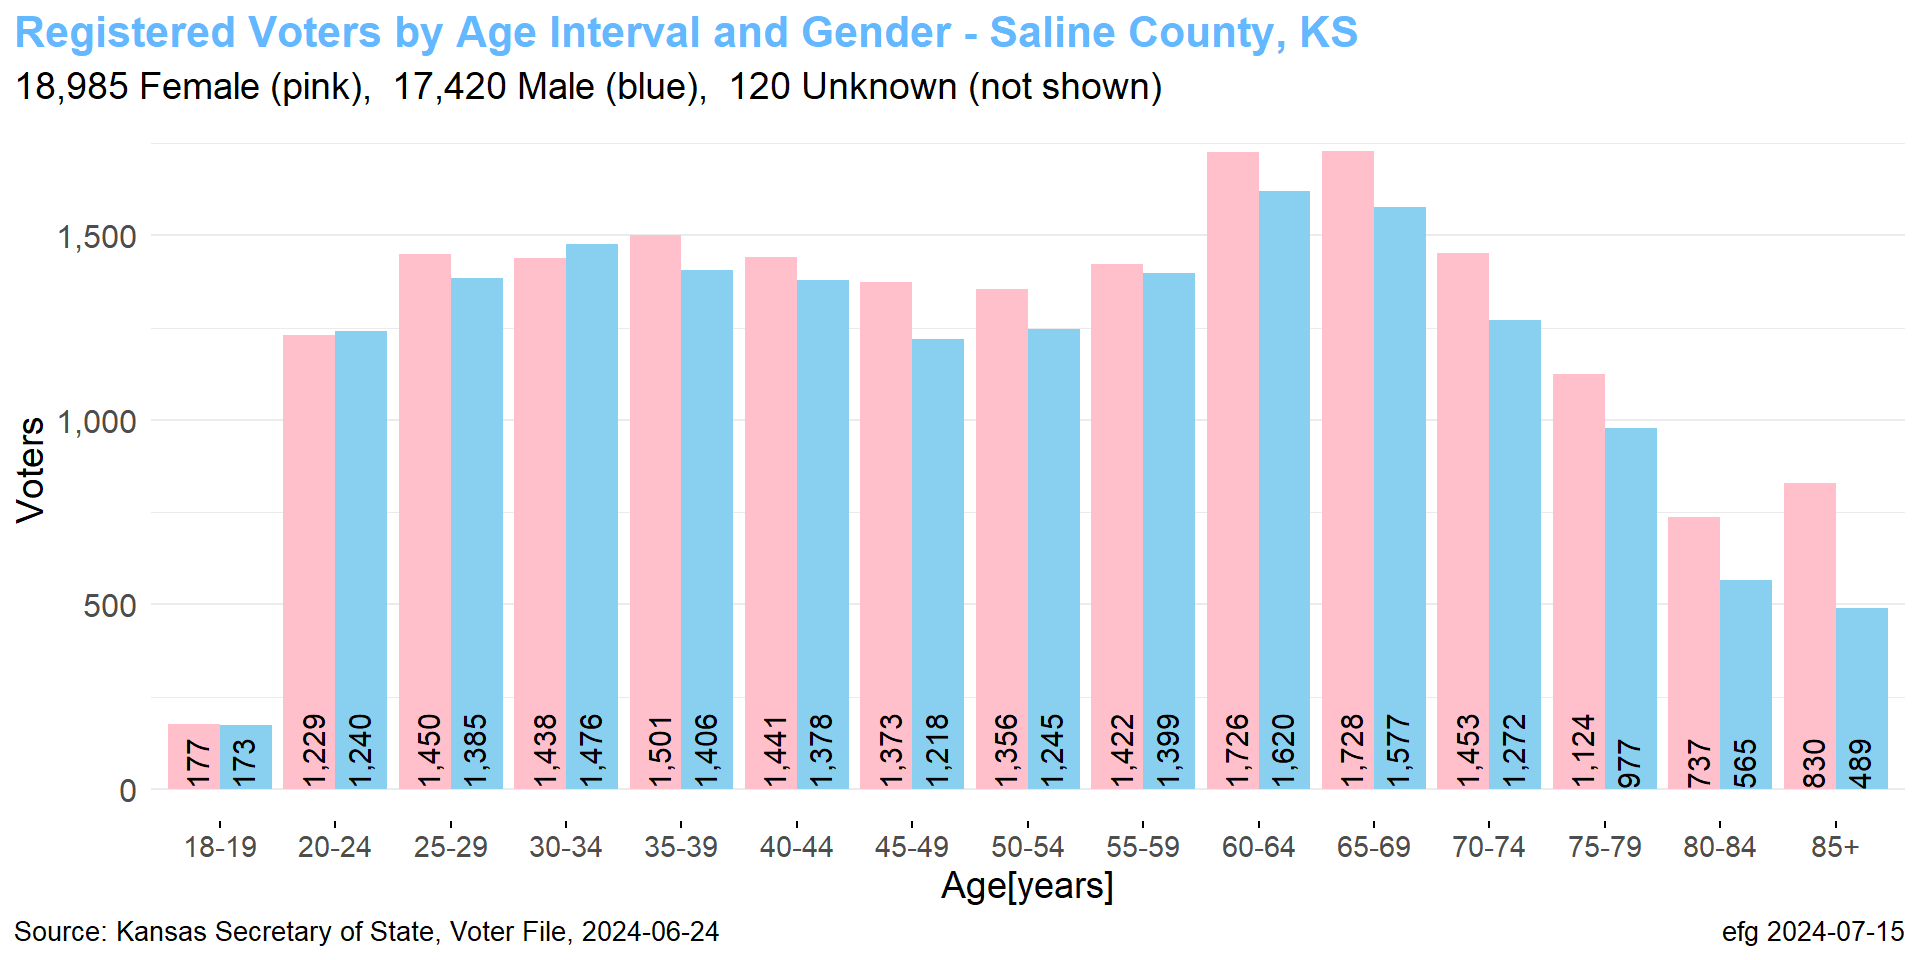 Registered Voters by Age Interval and Gender - Saline County, KS
18,985 Female (pink),  17,420 Male (blue),  120 Unknown (not shown)
Voters
1,500
1,000
500
0
177 173 1,229 1,240 1,450 1,385 1,438 1,476 1,501 1,406 1,441 1,378 1,373 1,218 1,356 1,245 1,422 1,399 1,726 1,620 1,728 1,577 1,453 1,272 1,124 977 737 565 830 489
18-19 20-24 25-29 30-34 35-39 40-44 45-49 50-54 55-59 60-64 65-69 70-74 75-79 80-84 85+
Age[years]
Source: Kansas Secretary of State, Voter File, 2024-06-24
efg 2024-07-15